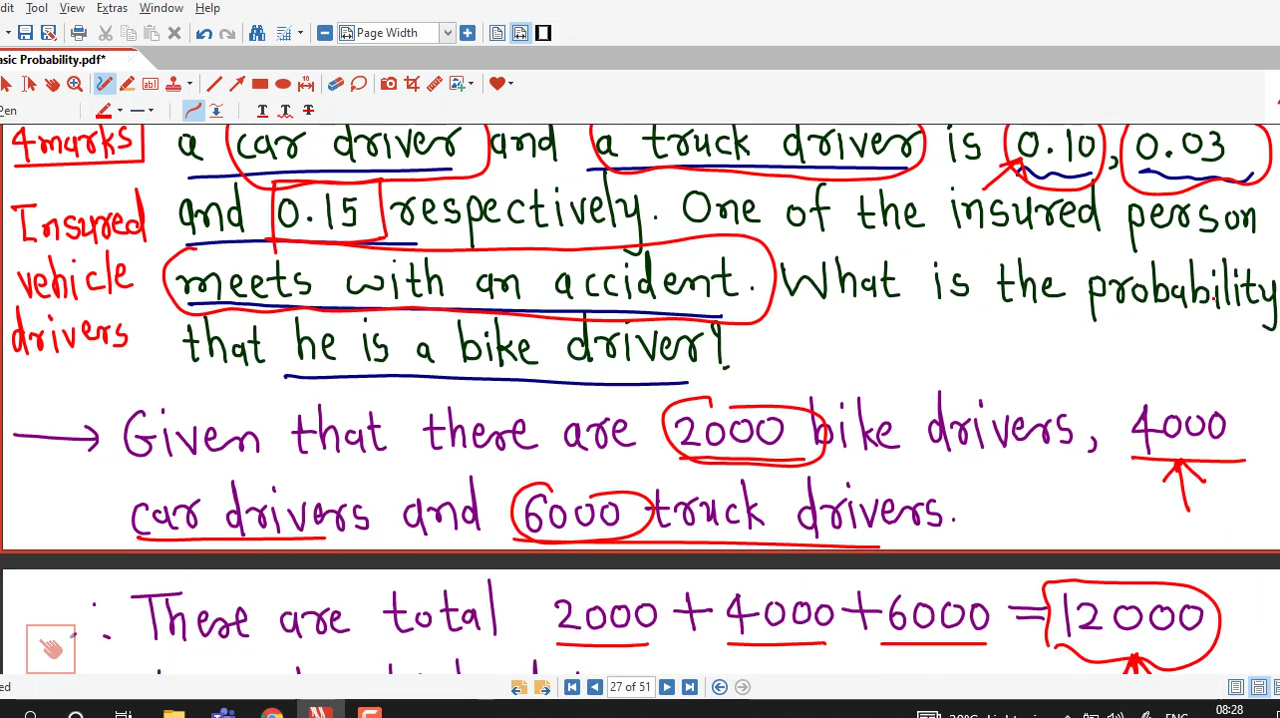 dit Tool View Extras Window Help
Page Width
asic Probability.pdf*
Pen
4marks a car driver and a truck driver is 0.10, 0.03
Insured and 0.15 respectively. One of the insured person
vehicle meets with an accident. What is the probability
drivers that he is a bike driver?
→ Given that there are 2000 bike drivers, 4000
car drivers and 6000 truck drivers.
∴ There are total 2000 + 4000 + 6000 = 12000
27 of 51
08:28
ENG